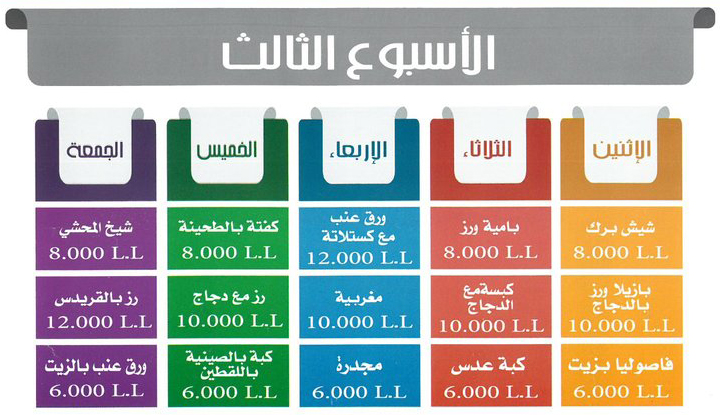 الأسبوع الثالث
الإثنين
شيش برك
8.000 L.L
بازيلا ورز
بالدجاج
10.000 L.L
فاصوليا بزيت
6.000 L.L
الثلاثاء
بامية ورز
8.000 L.L
كبسة مع
الدجاج
10.000 L.L
كبة عدس
6.000 L.L
الإربعاء
ورق عنب
مع كستلاتة
12.000 L.L
مغربية
10.000 L.L
مجدرة
6.000 L.L
الخميس
كفتة بالطحينة
8.000 L.L
رز مع دجاج
10.000 L.L
كبة بالصينية
باللقطين
6.000 L.L
الجمعة
شيخ المحشي
8.000 L.L
رز بالقريدس
12.000 L.L
ورق عنب بالزيت
6.000 L.L